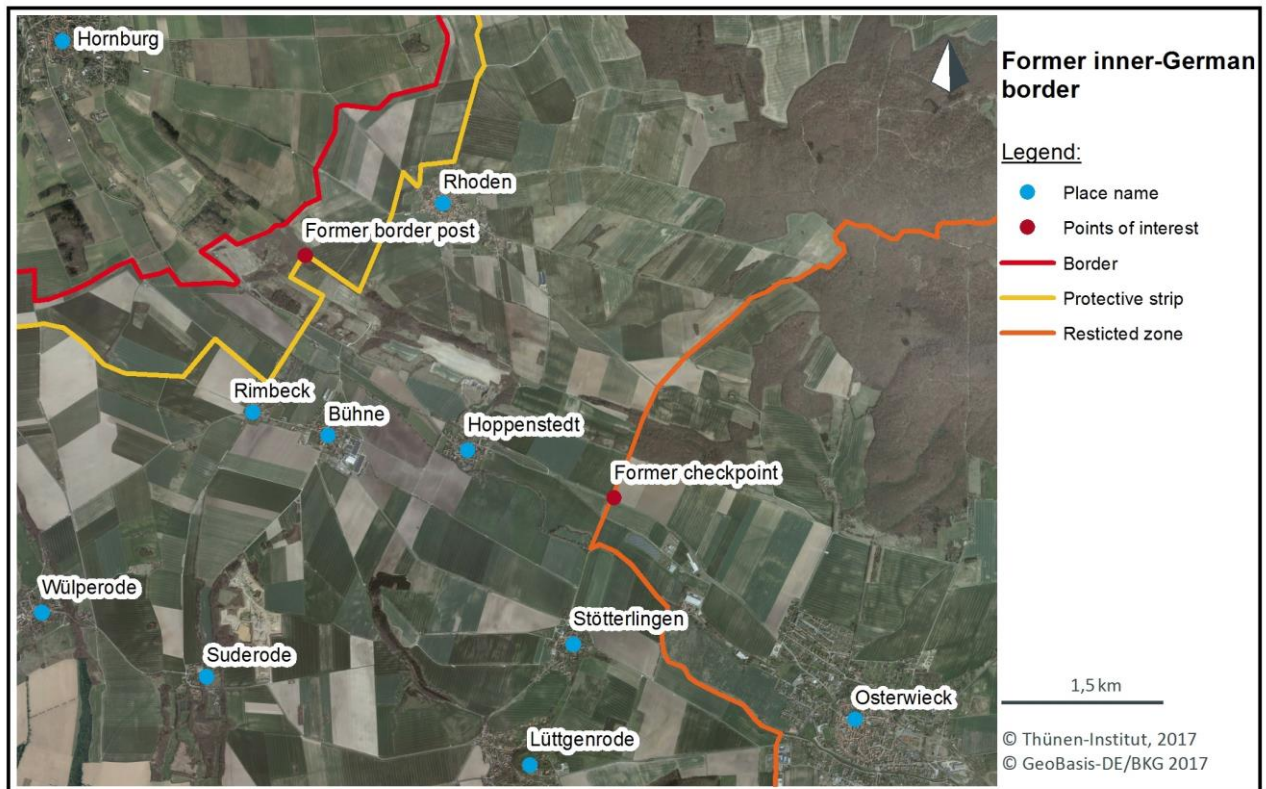 Hornburg
Rhoden
Former border post
Rimbeck
Bühne
Hoppenstedt
Former checkpoint
Wülperode
Stötterlingen
Suderode
Osterwieck
Lüttgenrode
Former inner-German
border
Legend:
Place name
Points of interest
Border
Protective strip
Resticted zone
1,5 km
© Thünen-Institut, 2017
© GeoBasis-DE/BKG 2017